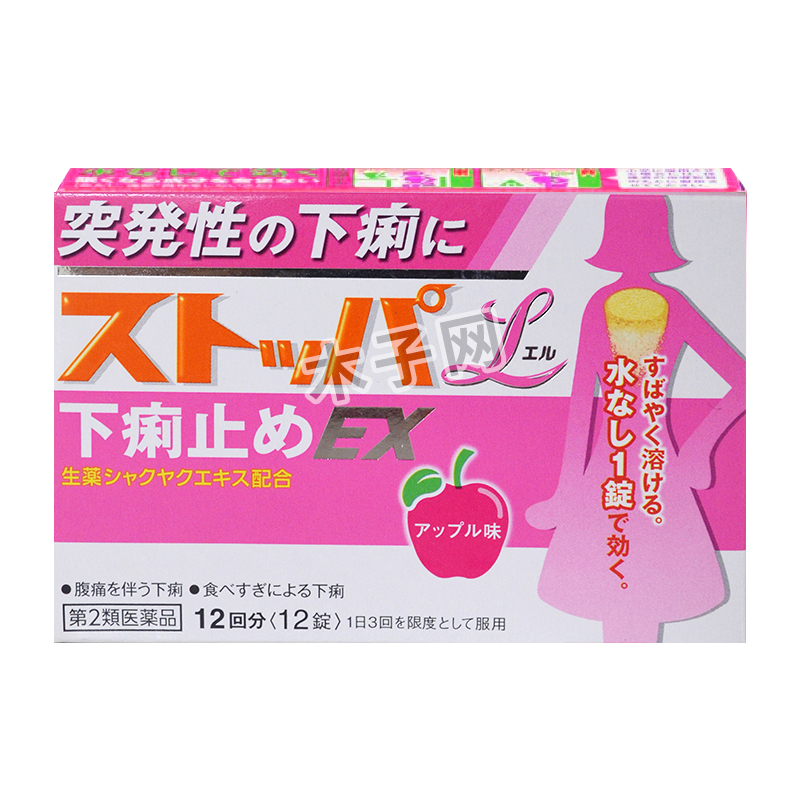 突発性の下痢に
ストッパ
L
エル
木子网
下痢止めEX
生薬シャクヤクエキス配合
アップル味
すばやく溶ける。
水なし1錠で効く。
●腹痛を伴う下痢 ●食べすぎによる下痢
第2類医薬品 12回分〈12錠〉1日3回を限度として服用